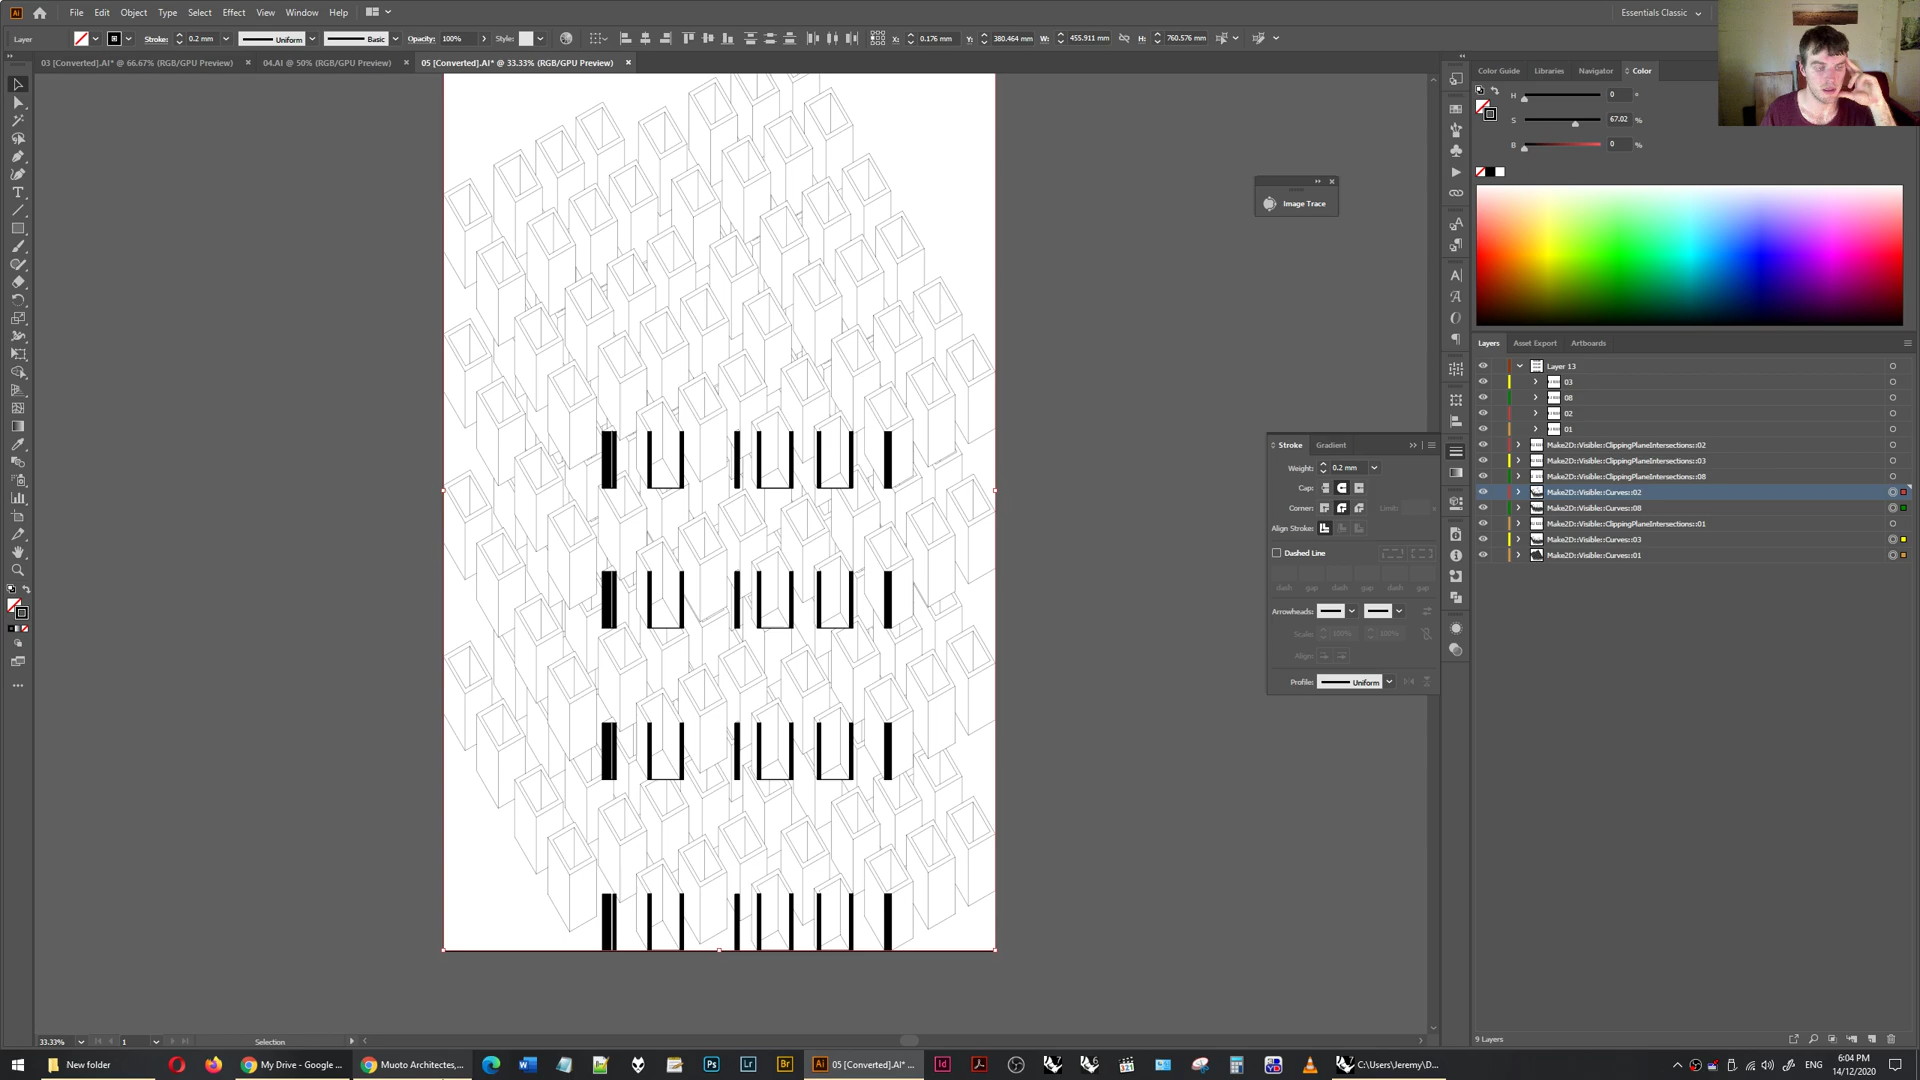 File Edit Object Type Select Effect View Window Help
Essentials Classic
Layer Stroke: 0.2 mm Uniform Basic Opacity: 100% Style: X: 0.176 mm Y: 380.464 mm W: 455.911 mm H: 760.576 mm
03 [Converted].AI* @ 66.67% (RGB/GPU Preview) × 04.AI @ 50% (RGB/GPU Preview) × 05 [Converted].AI* @ 33.33% (RGB/GPU Preview) ×
Color Guide Libraries Navigator Color
H 0 °
S 67.02 %
B 0 %
Image Trace
Layers Asset Export Artboards
Layer 13
03
08
02
01
Make2D::Visible::ClippingPlaneIntersections::02
Make2D::Visible::ClippingPlaneIntersections::03
Make2D::Visible::ClippingPlaneIntersections::08
Make2D::Visible::Curves::02
Make2D::Visible::Curves::08
Make2D::Visible::ClippingPlaneIntersections::01
Make2D::Visible::Curves::03
Make2D::Visible::Curves::01
Stroke Gradient
Weight: 0.2 mm
Cap:
Corner: Limit:
Align Stroke:
Dashed Line
dash gap dash gap dash gap
Arrowheads:
Scale: 100% 100%
Align:
Profile: Uniform
33.33% 1 Selection
9 Layers
New folder My Drive - Google ... Muoto Architectes,... 05 [Converted].AI* ... C:\Users\Jeremy\D...
ENG 6:04 PM
14/12/2020